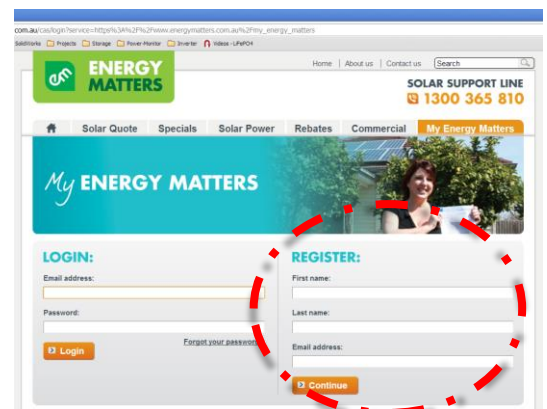 com.au/cas/login?service=https%3A%2F%2Fwww.energymatters.com.au%2Fmy_energy_matters
SolidWorks Projects Storage Power-Monitor Inverter Videos - LiFePO4
ENERGY
MATTERS
em
Home | About us | Contact us Search
SOLAR SUPPORT LINE
1300 365 810
Solar Quote Specials Solar Power Rebates Commercial My Energy Matters
My ENERGY MATTERS
LOGIN:
Email address:
Password:
Forgot your password
Login
REGISTER:
First name:
Last name:
Email address:
Continue